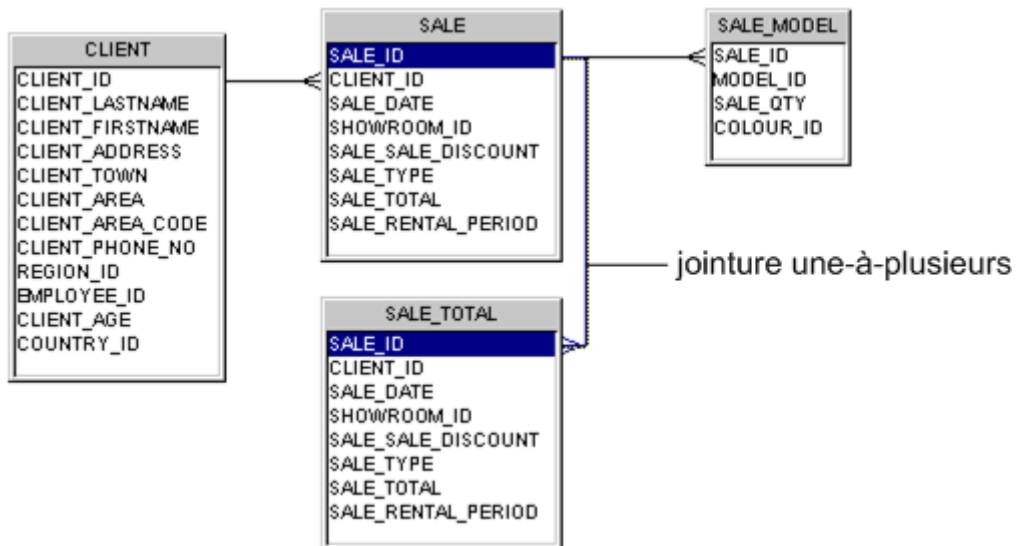 CLIENT
CLIENT_ID
CLIENT_LASTNAME
CLIENT_FIRSTNAME
CLIENT_ADDRESS
CLIENT_TOWN
CLIENT_AREA
CLIENT_AREA_CODE
CLIENT_PHONE_NO
REGION_ID
EMPLOYEE_ID
CLIENT_AGE
COUNTRY_ID
SALE
SALE_ID
CLIENT_ID
SALE_DATE
SHOWROOM_ID
SALE_SALE_DISCOUNT
SALE_TYPE
SALE_TOTAL
SALE_RENTAL_PERIOD
SALE_MODEL
SALE_ID
MODEL_ID
SALE_QTY
COLOUR_ID
jointure une-à-plusieurs
SALE_TOTAL
SALE_ID
CLIENT_ID
SALE_DATE
SHOWROOM_ID
SALE_SALE_DISCOUNT
SALE_TYPE
SALE_TOTAL
SALE_RENTAL_PERIOD